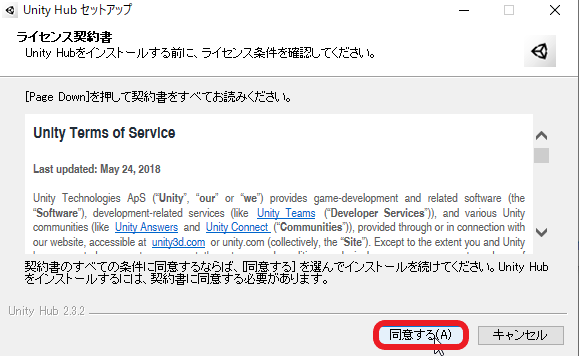 Unity Hub セットアップ
ライセンス契約書
Unity Hubをインストールする前に、ライセンス条件を確認してください。
[Page Down]を押して契約書をすべてお読みください。
Unity Terms of Service
Last updated: May 24, 2018
Unity Technologies ApS (“Unity”, “our” or “we”) provides game-development and related software (the
“Software”), development-related services (like Unity Teams (“Developer Services”)), and various Unity
communities (like Unity Answers and Unity Connect (“Communities”)), provided through or in connection with
our website, accessible at unity3d.com or unity.com (collectively, the “Site”). Except to the extent you and Unity
契約書のすべての条件に同意するならば、[同意する] を選んでインストールを続けてください。Unity Hub
をインストールするには、契約書に同意する必要があります。
Unity Hub 2.3.2
同意する(A)
キャンセル